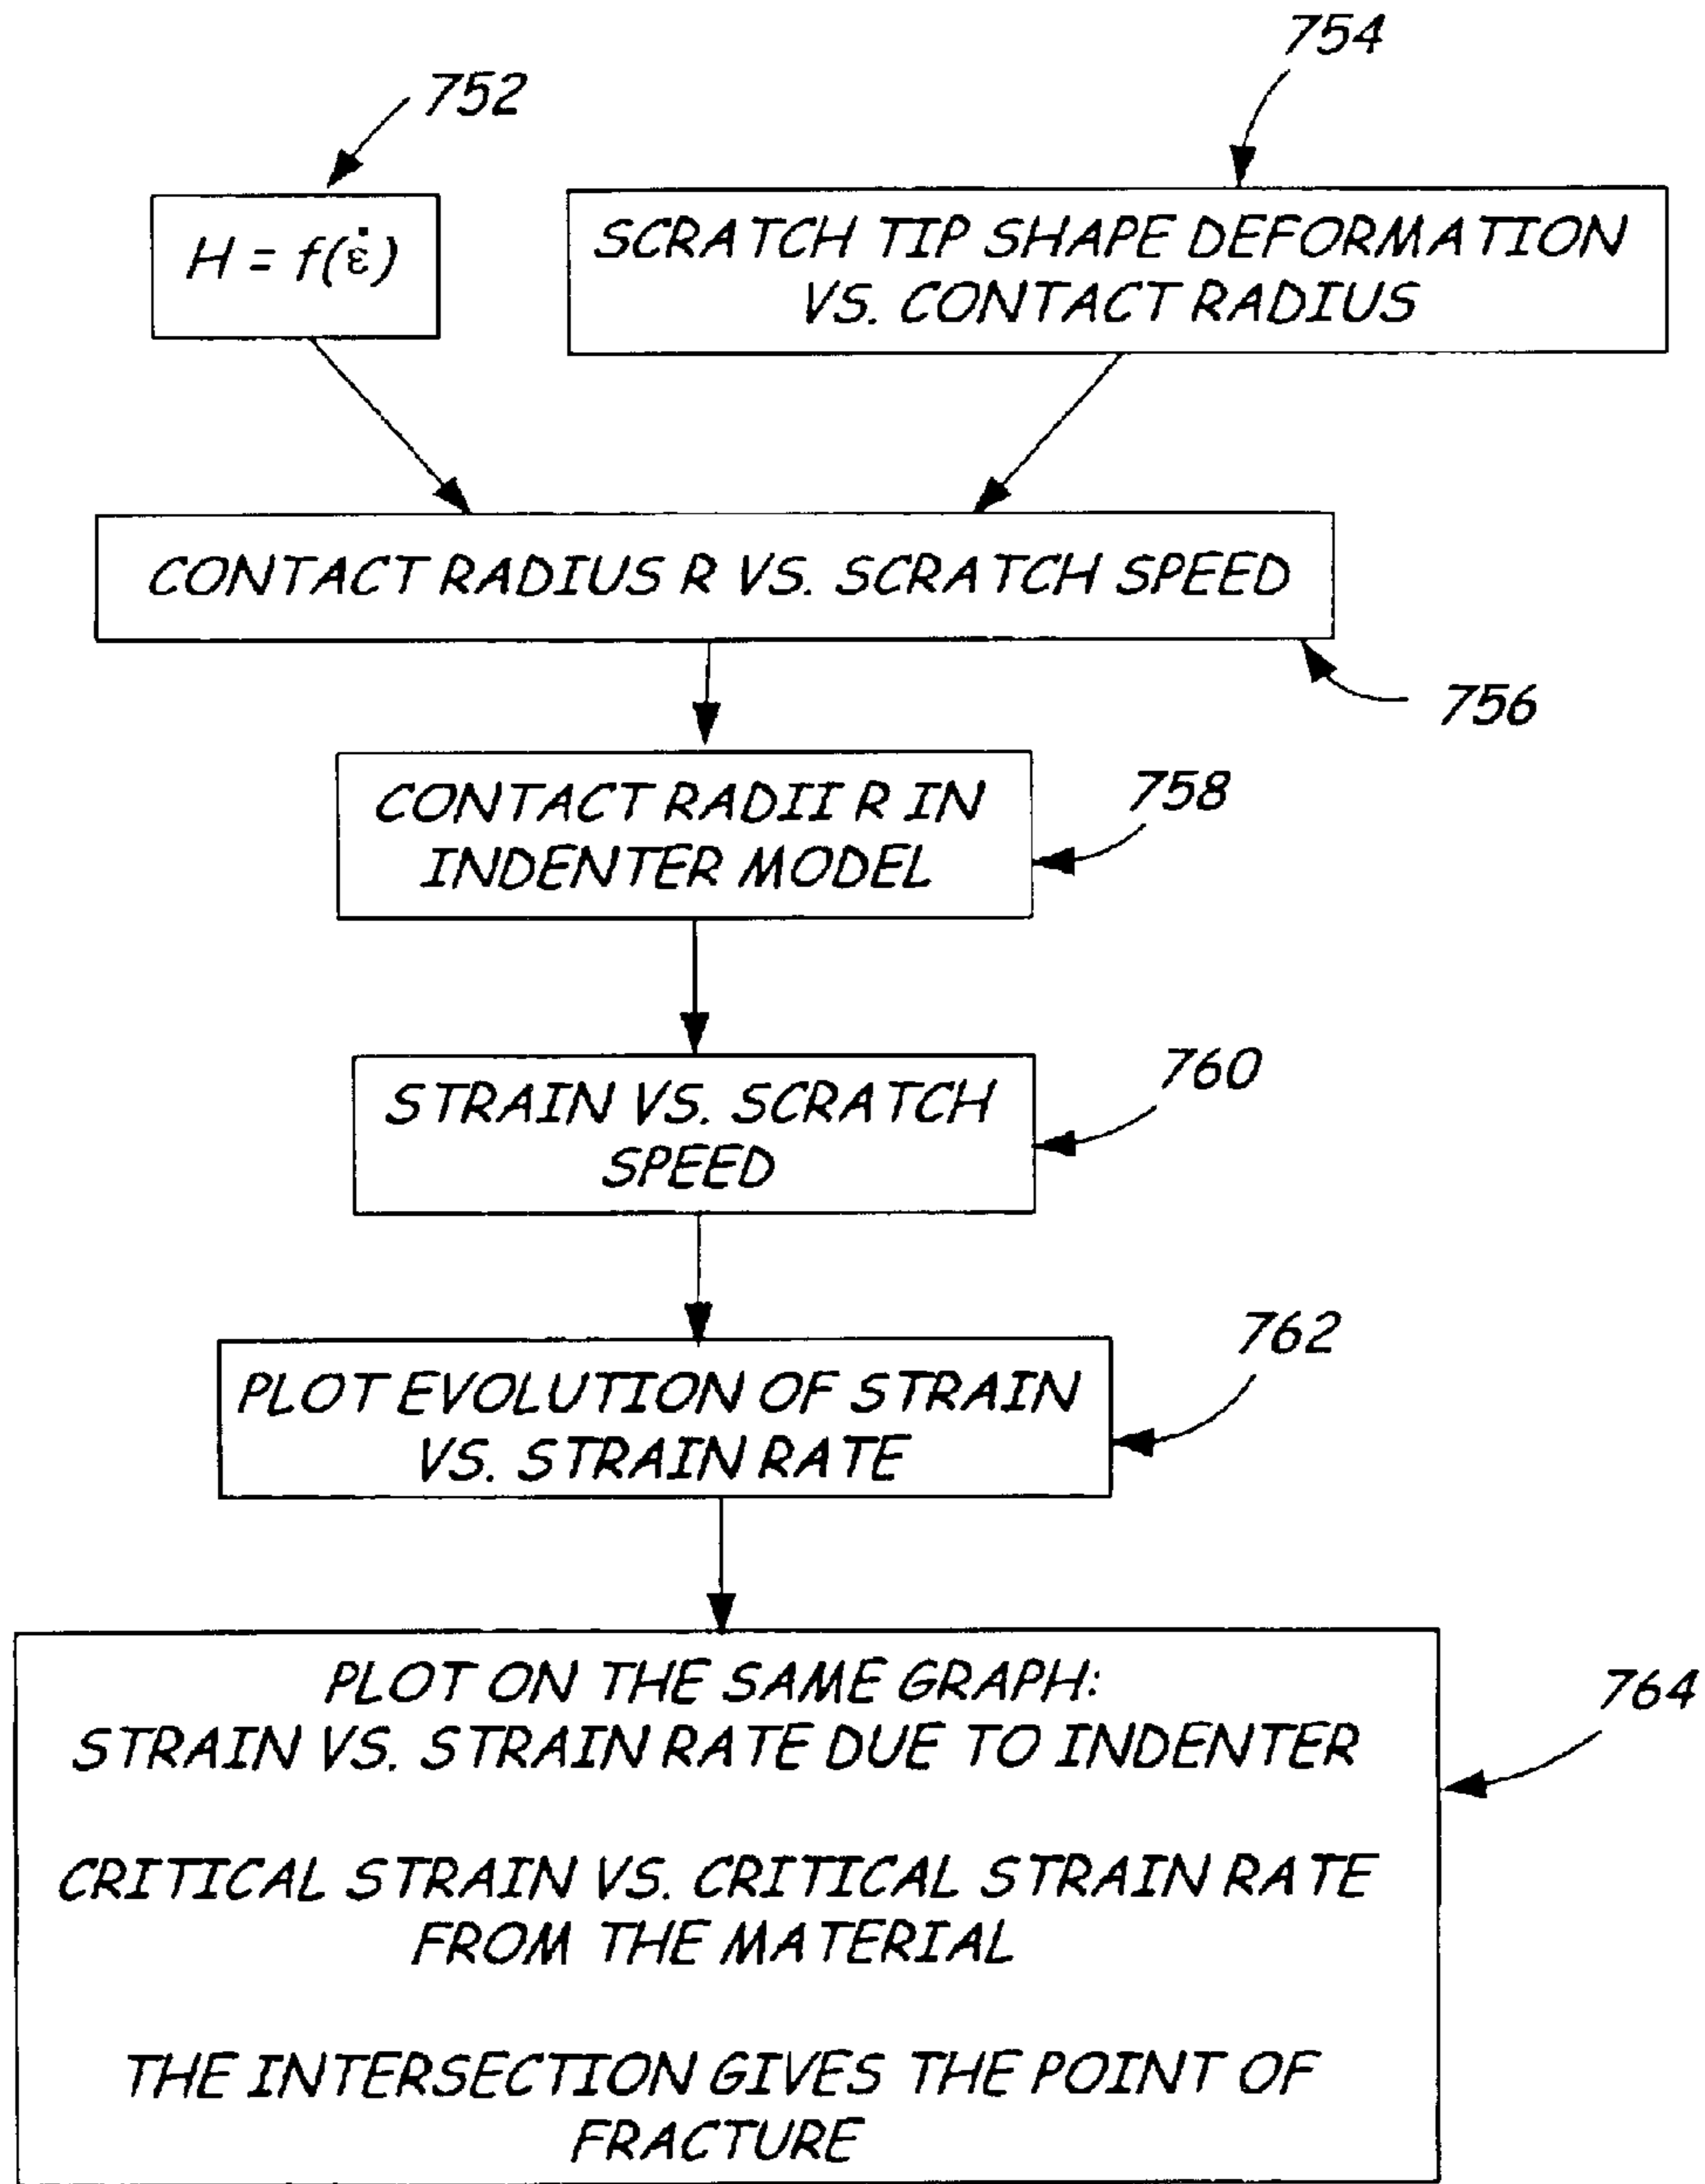 754
752
H = f(ε̇)
SCRATCH TIP SHAPE DEFORMATION
VS. CONTACT RADIUS
CONTACT RADIUS R VS. SCRATCH SPEED
756
CONTACT RADII R IN
INDENTER MODEL
758
STRAIN VS. SCRATCH
SPEED
760
PLOT EVOLUTION OF STRAIN
VS. STRAIN RATE
762
PLOT ON THE SAME GRAPH:
STRAIN VS. STRAIN RATE DUE TO INDENTER
CRITICAL STRAIN VS. CRITICAL STRAIN RATE
FROM THE MATERIAL
THE INTERSECTION GIVES THE POINT OF
FRACTURE
764